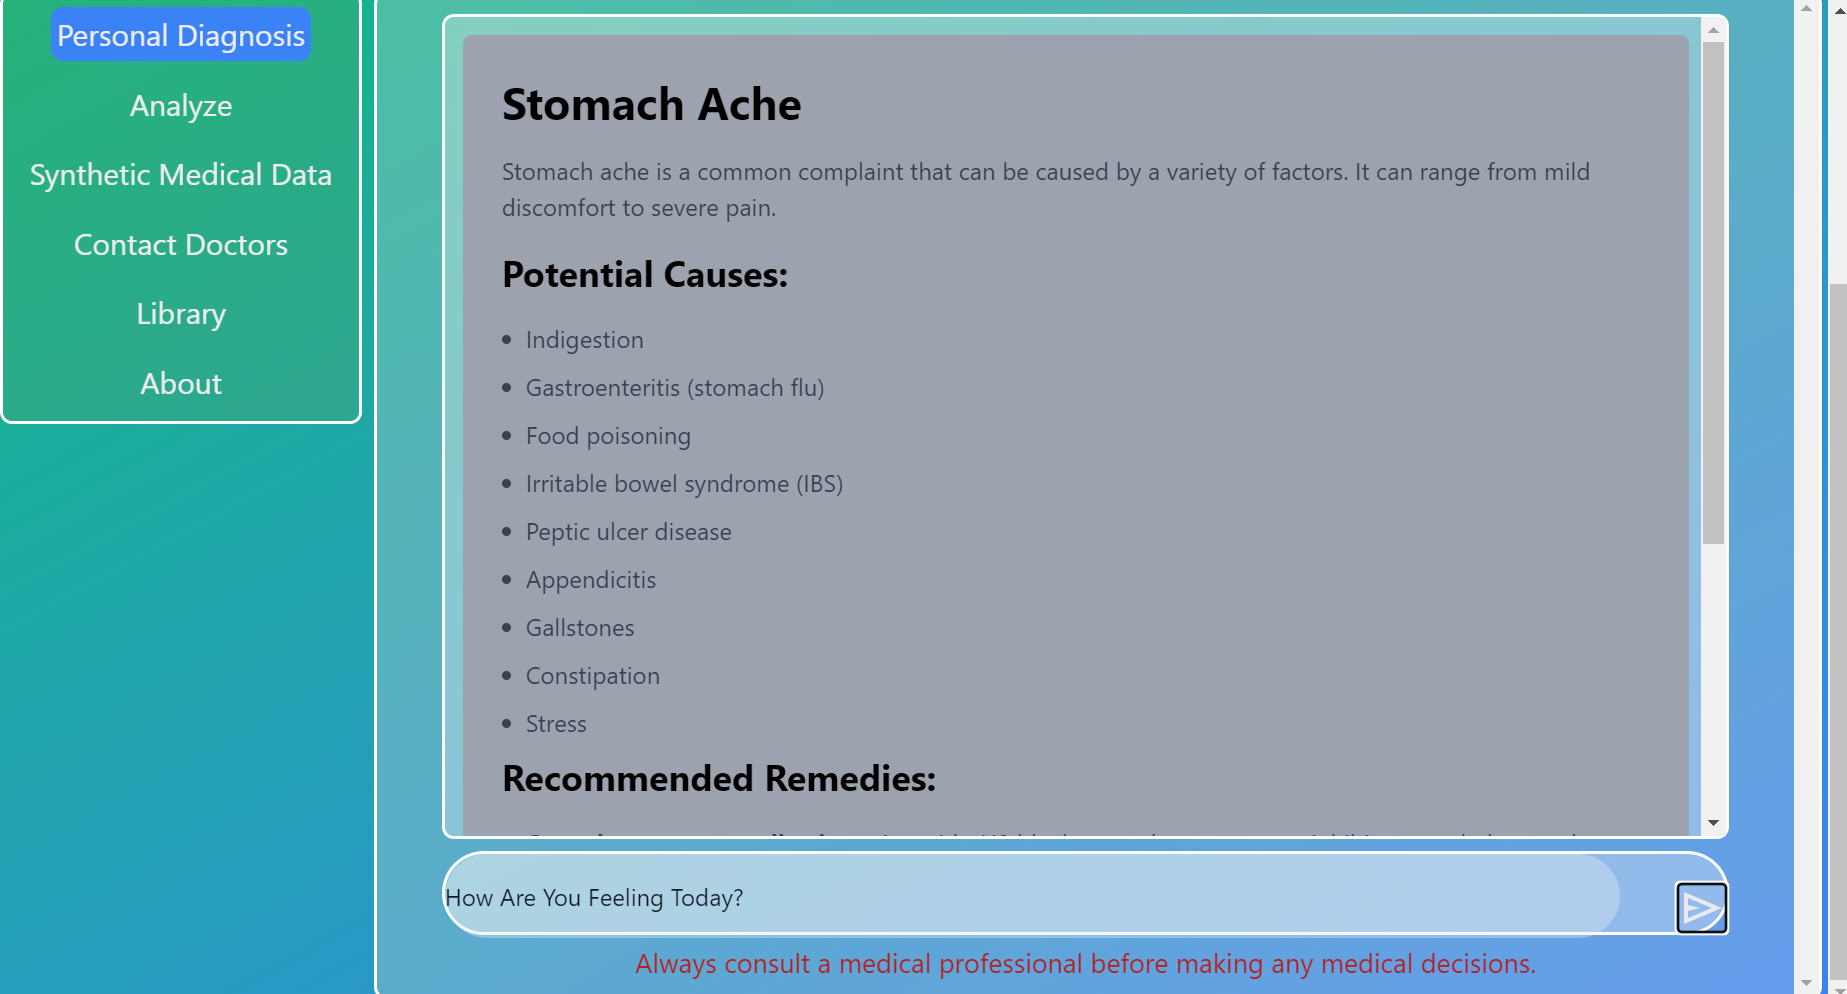 Personal Diagnosis
Analyze
Synthetic Medical Data
Contact Doctors
Library
About
Stomach Ache
Stomach ache is a common complaint that can be caused by a variety of factors. It can range from mild
discomfort to severe pain.
Potential Causes:
Indigestion
Gastroenteritis (stomach flu)
Food poisoning
Irritable bowel syndrome (IBS)
Peptic ulcer disease
Appendicitis
Gallstones
Constipation
Stress
Recommended Remedies:
How Are You Feeling Today?
Always consult a medical professional before making any medical decisions.